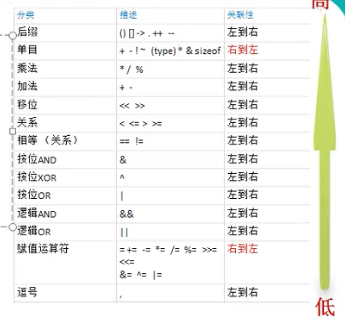 高
分类 描述 关联性
后缀 () [] -> . ++ -- 左到右
单目 + - ! ~ (type) * & sizeof 右到左
乘法 * / % 左到右
加法 + - 左到右
移位 << >> 左到右
关系 < <= > >= 左到右
相等（关系） == != 左到右
按位AND & 左到右
按位XOR ^ 左到右
按位OR | 左到右
逻辑AND && 左到右
逻辑OR || 左到右
赋值运算符 = += -= *= /= %= >>= 右到左
<<=
&= ^= |=
逗号 , 左到右
低